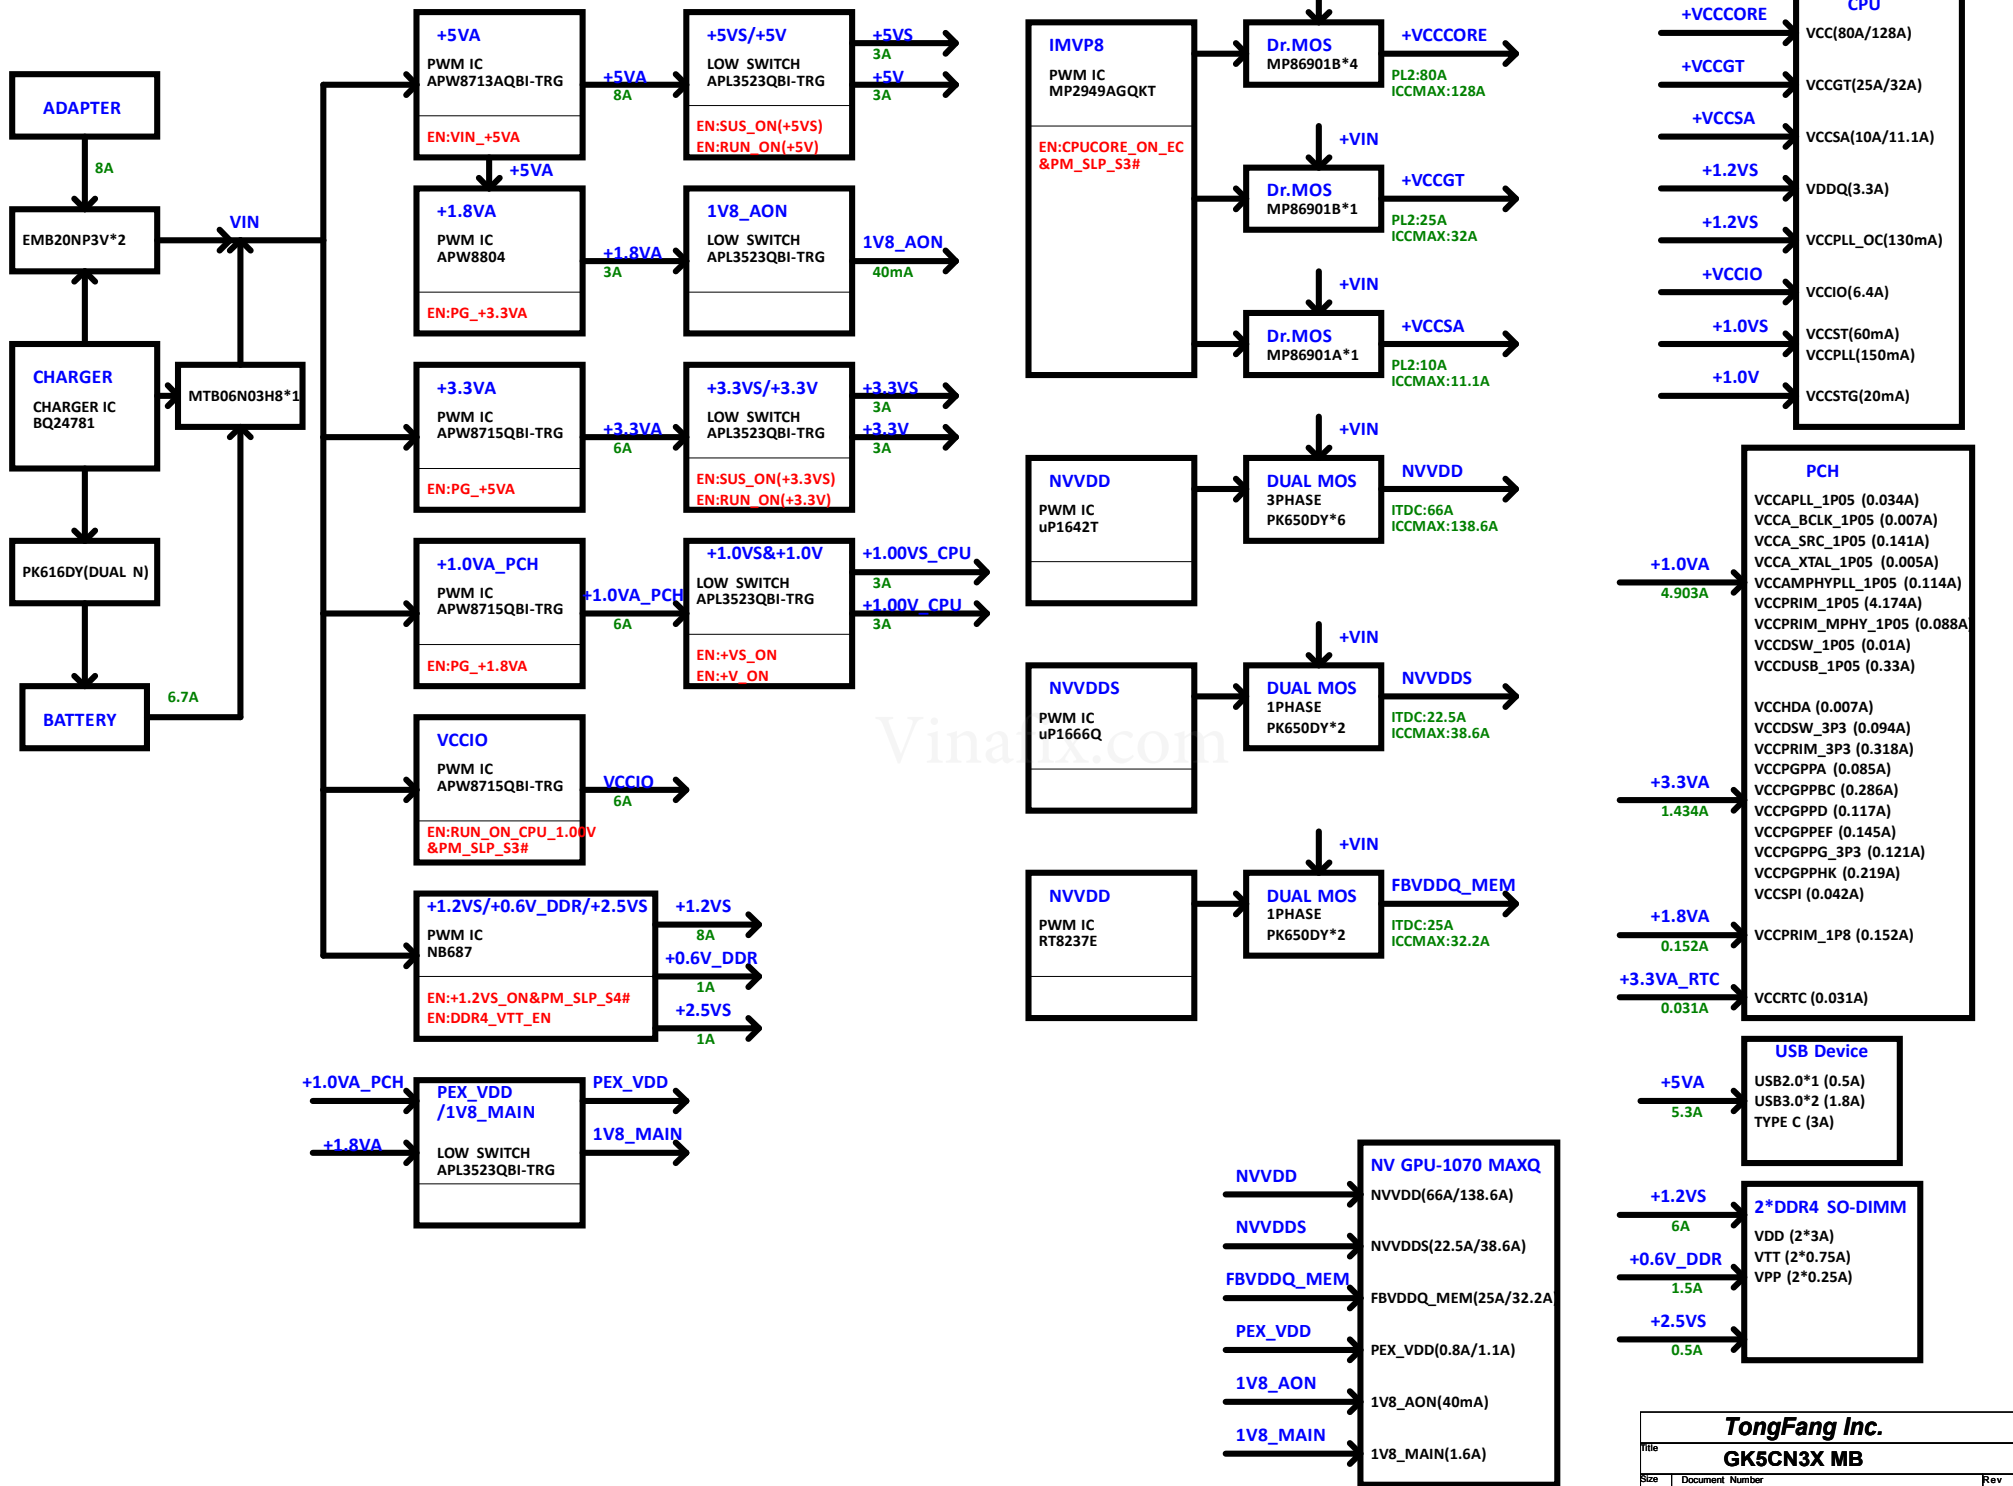 ADAPTER
8A
EMB20NP3V*2
VIN
CHARGER
CHARGER IC
BQ24781
MTB06N03H8*1
PK616DY(DUAL N)
BATTERY
6.7A
+5VA
PWM IC
APW8713AQBI-TRG
EN:VIN_+5VA
+5VA
8A
+5VA
+5VS/+5V
LOW SWITCH
APL3523QBI-TRG
EN:SUS_ON(+5VS)
EN:RUN_ON(+5V)
+5VS
3A
+5V
3A
+1.8VA
PWM IC
APW8804
EN:PG_+3.3VA
+1.8VA
3A
1V8_AON
LOW SWITCH
APL3523QBI-TRG
1V8_AON
40mA
+3.3VA
PWM IC
APW8715QBI-TRG
EN:PG_+5VA
+3.3VA
6A
+3.3VS/+3.3V
LOW SWITCH
APL3523QBI-TRG
EN:SUS_ON(+3.3VS)
EN:RUN_ON(+3.3V)
+3.3VS
3A
+3.3V
3A
+1.0VA_PCH
PWM IC
APW8715QBI-TRG
EN:PG_+1.8VA
+1.0VA_PCH
6A
+1.0VS&+1.0V
LOW SWITCH
APL3523QBI-TRG
EN:+VS_ON
EN:+V_ON
+1.00VS_CPU
3A
+1.00V_CPU
3A
VCCIO
PWM IC
APW8715QBI-TRG
EN:RUN_ON_CPU_1.00V
&PM_SLP_S3#
VCCIO
6A
+1.2VS/+0.6V_DDR/+2.5VS
PWM IC
NB687
EN:+1.2VS_ON&PM_SLP_S4#
EN:DDR4_VTT_EN
+1.2VS
8A
+0.6V_DDR
1A
+2.5VS
1A
+1.0VA_PCH
+1.8VA
PEX_VDD
/1V8_MAIN
LOW SWITCH
APL3523QBI-TRG
PEX_VDD
1V8_MAIN
IMVP8
PWM IC
MP2949AGQKT
EN:CPUCORE_ON_EC
&PM_SLP_S3#
Dr.MOS
MP86901B*4
+VCCCORE
PL2:80A
ICCMAX:128A
+VIN
Dr.MOS
MP86901B*1
+VCCGT
PL2:25A
ICCMAX:32A
+VIN
Dr.MOS
MP86901A*1
+VCCSA
PL2:10A
ICCMAX:11.1A
+VIN
NVVDD
PWM IC
uP1642T
DUAL MOS
3PHASE
PK650DY*6
NVVDD
ITDC:66A
ICCMAX:138.6A
+VIN
NVVDDS
PWM IC
uP1666Q
DUAL MOS
1PHASE
PK650DY*2
NVVDDS
ITDC:22.5A
ICCMAX:38.6A
Vinafix.com
+VIN
NVVDD
PWM IC
RT8237E
DUAL MOS
1PHASE
PK650DY*2
FBVDDQ_MEM
ITDC:25A
ICCMAX:32.2A
NVVDD
NVVDDS
FBVDDQ_MEM
PEX_VDD
1V8_AON
1V8_MAIN
NV GPU-1070 MAXQ
NVVDD(66A/138.6A)
NVVDDS(22.5A/38.6A)
FBVDDQ_MEM(25A/32.2A
PEX_VDD(0.8A/1.1A)
1V8_AON(40mA)
1V8_MAIN(1.6A)
+VCCCORE
+VCCGT
+VCCSA
+1.2VS
+1.2VS
+VCCIO
+1.0VS
+1.0V
CPU
VCC(80A/128A)
VCCGT(25A/32A)
VCCSA(10A/11.1A)
VDDQ(3.3A)
VCCPLL_OC(130mA)
VCCIO(6.4A)
VCCST(60mA)
VCCPLL(150mA)
VCCSTG(20mA)
+1.0VA
4.903A
+3.3VA
1.434A
+1.8VA
0.152A
+3.3VA_RTC
0.031A
PCH
VCCAPLL_1P05 (0.034A)
VCCA_BCLK_1P05 (0.007A)
VCCA_SRC_1P05 (0.141A)
VCCA_XTAL_1P05 (0.005A)
VCCAMPHYPLL_1P05 (0.114A)
VCCPRIM_1P05 (4.174A)
VCCPRIM_MPHY_1P05 (0.088A
VCCDSW_1P05 (0.01A)
VCCDUSB_1P05 (0.33A)
VCCHDA (0.007A)
VCCDSW_3P3 (0.094A)
VCCPRIM_3P3 (0.318A)
VCCPGPPA (0.085A)
VCCPGPPBC (0.286A)
VCCPGPPD (0.117A)
VCCPGPPEF (0.145A)
VCCPGPPG_3P3 (0.121A)
VCCPGPPHK (0.219A)
VCCSPI (0.042A)
VCCPRIM_1P8 (0.152A)
VCCRTC (0.031A)
+5VA
5.3A
USB Device
USB2.0*1 (0.5A)
USB3.0*2 (1.8A)
TYPE C (3A)
+1.2VS
6A
+0.6V_DDR
1.5A
+2.5VS
0.5A
2*DDR4 SO-DIMM
VDD (2*3A)
VTT (2*0.75A)
VPP (2*0.25A)
TongFang Inc.
Title
GK5CN3X MB
Size
Document Number
Rev